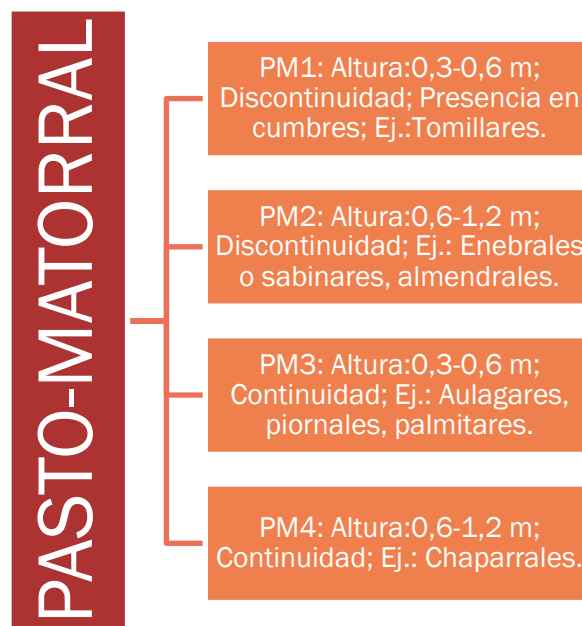 PASTO-MATORRAL
PM1: Altura:0,3-0,6 m;
Discontinuidad; Presencia en
cumbres; Ej.:Tomillares.
PM2: Altura:0,6-1,2 m;
Discontinuidad; Ej.: Enebrales
o sabinares, almendrales.
PM3: Altura:0,3-0,6 m;
Continuidad; Ej.: Aulagares,
piornales, palmitares.
PM4: Altura:0,6-1,2 m;
Continuidad; Ej.: Chaparrales.